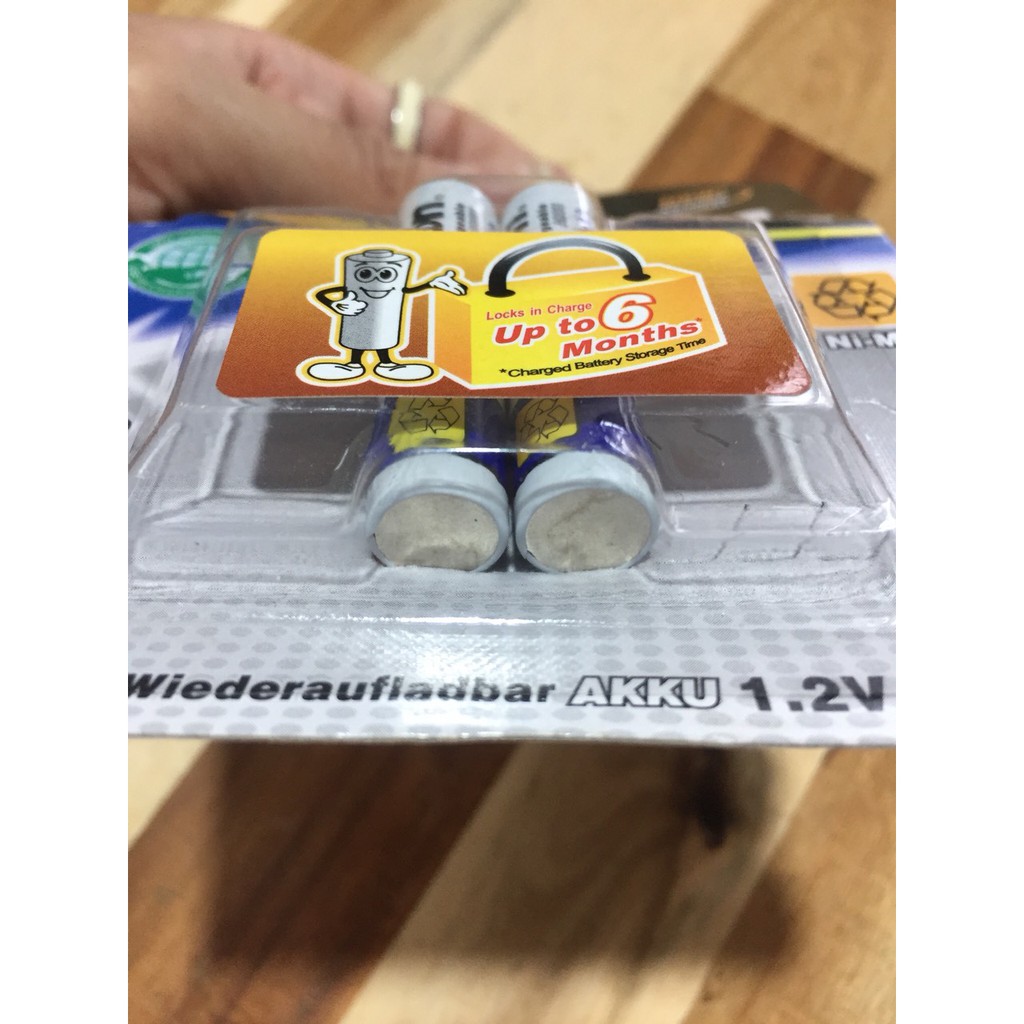 Locks in Charge
Up to 6
Months*
*Charged Battery Storage Time
Wiederaufladbar AKKU 1.2V